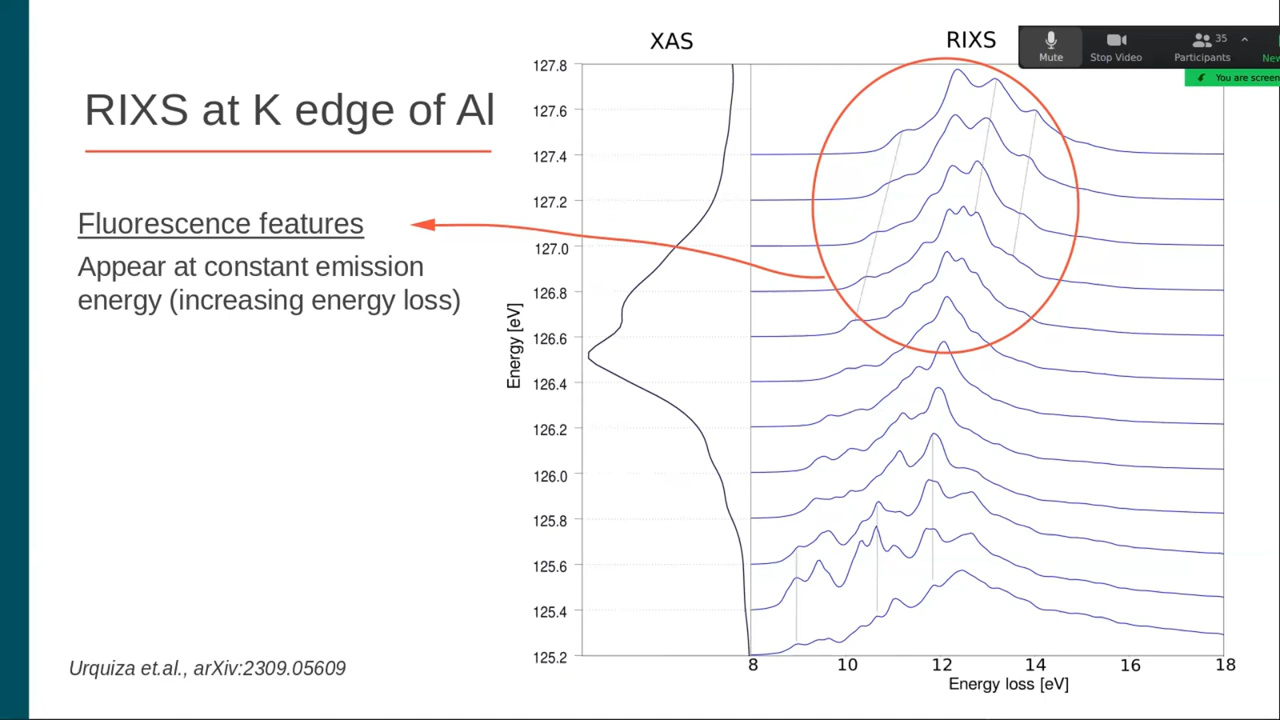 XAS
RIXS
35
Mute
Stop Video
Participants
You are screen
RIXS at K edge of Al
Fluorescence features
Appear at constant emission
energy (increasing energy loss)
Urquiza et.al., arXiv:2309.05609
Energy [eV]
127.8
127.6
127.4
127.2
127.0
126.8
126.6
126.4
126.2
126.0
125.8
125.6
125.4
125.2
8 10 12 14 16 18
Energy loss [eV]